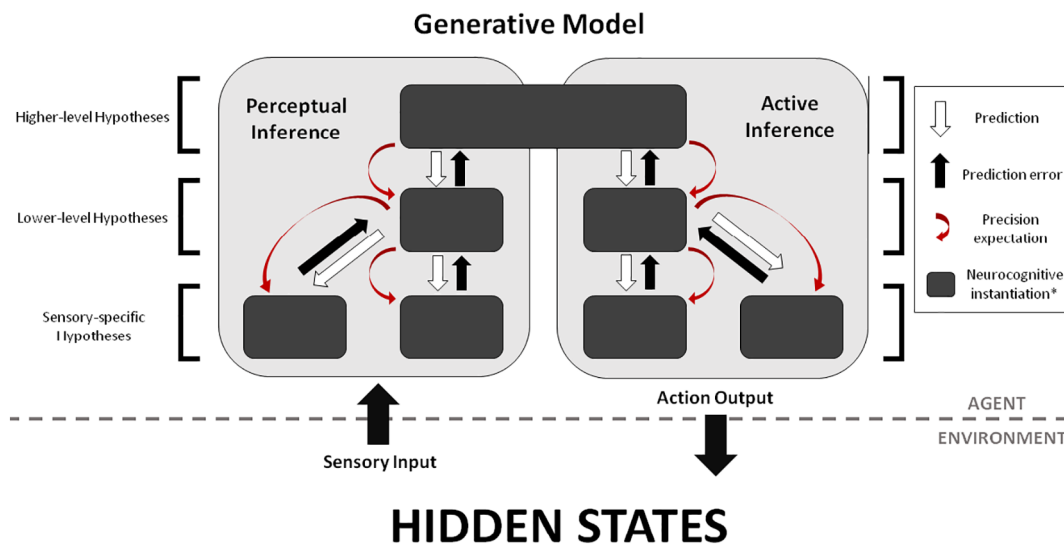 Generative Model
Higher-level Hypotheses
Perceptual
Inference
Active
Inference
Prediction
Prediction error
Precision
expectation
Neurocognitive
instantiation*
Lower-level Hypotheses
Sensory-specific
Hypotheses
Action Output
AGENT
ENVIRONMENT
Sensory Input
HIDDEN STATES